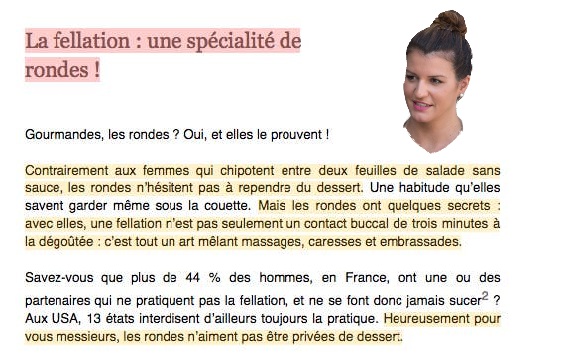 La fellation : une spécialité de
rondes !
Gourmandes, les rondes ? Oui, et elles le prouvent !
Contrairement aux femmes qui chipotent entre deux feuilles de salade sans
sauce, les rondes n'hésitent pas à rependre du dessert. Une habitude qu'elles
savent garder même sous la couette. Mais les rondes ont quelques secrets :
avec elles, une fellation n'est pas seulement un contact buccal de trois minutes à
la dégoûtée : c'est tout un art mêlant massages, caresses et embrassades.
Savez-vous que plus de 44 % des hommes, en France, ont une ou des
partenaires qui ne pratiquent pas la fellation, et ne se font donc jamais sucer² ?
Aux USA, 13 états interdisent d'ailleurs toujours la pratique. Heureusement pour
vous messieurs, les rondes n'aiment pas être privées de dessert.